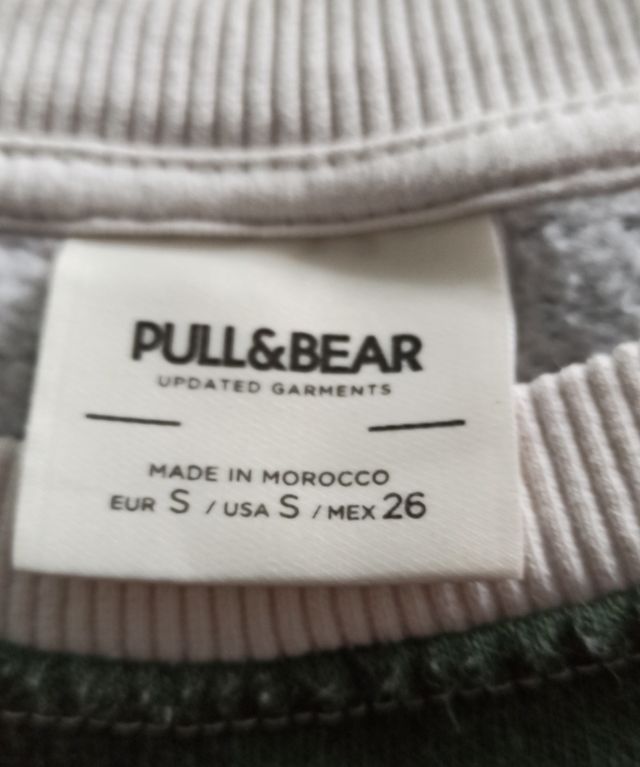 PULL&BEAR
UPDATED GARMENTS
MADE IN MOROCCO
EUR S / USA S / MEX 26